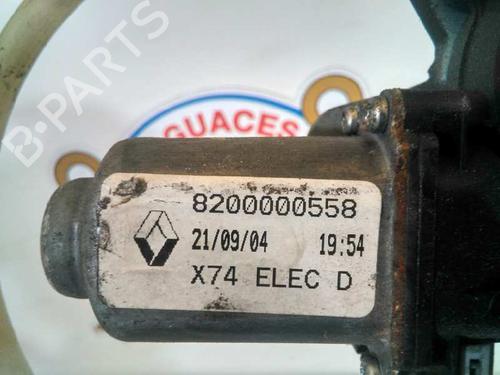 B-PARTS
GUACES
8200000558
21/09/04 19:54
X74 ELEC D